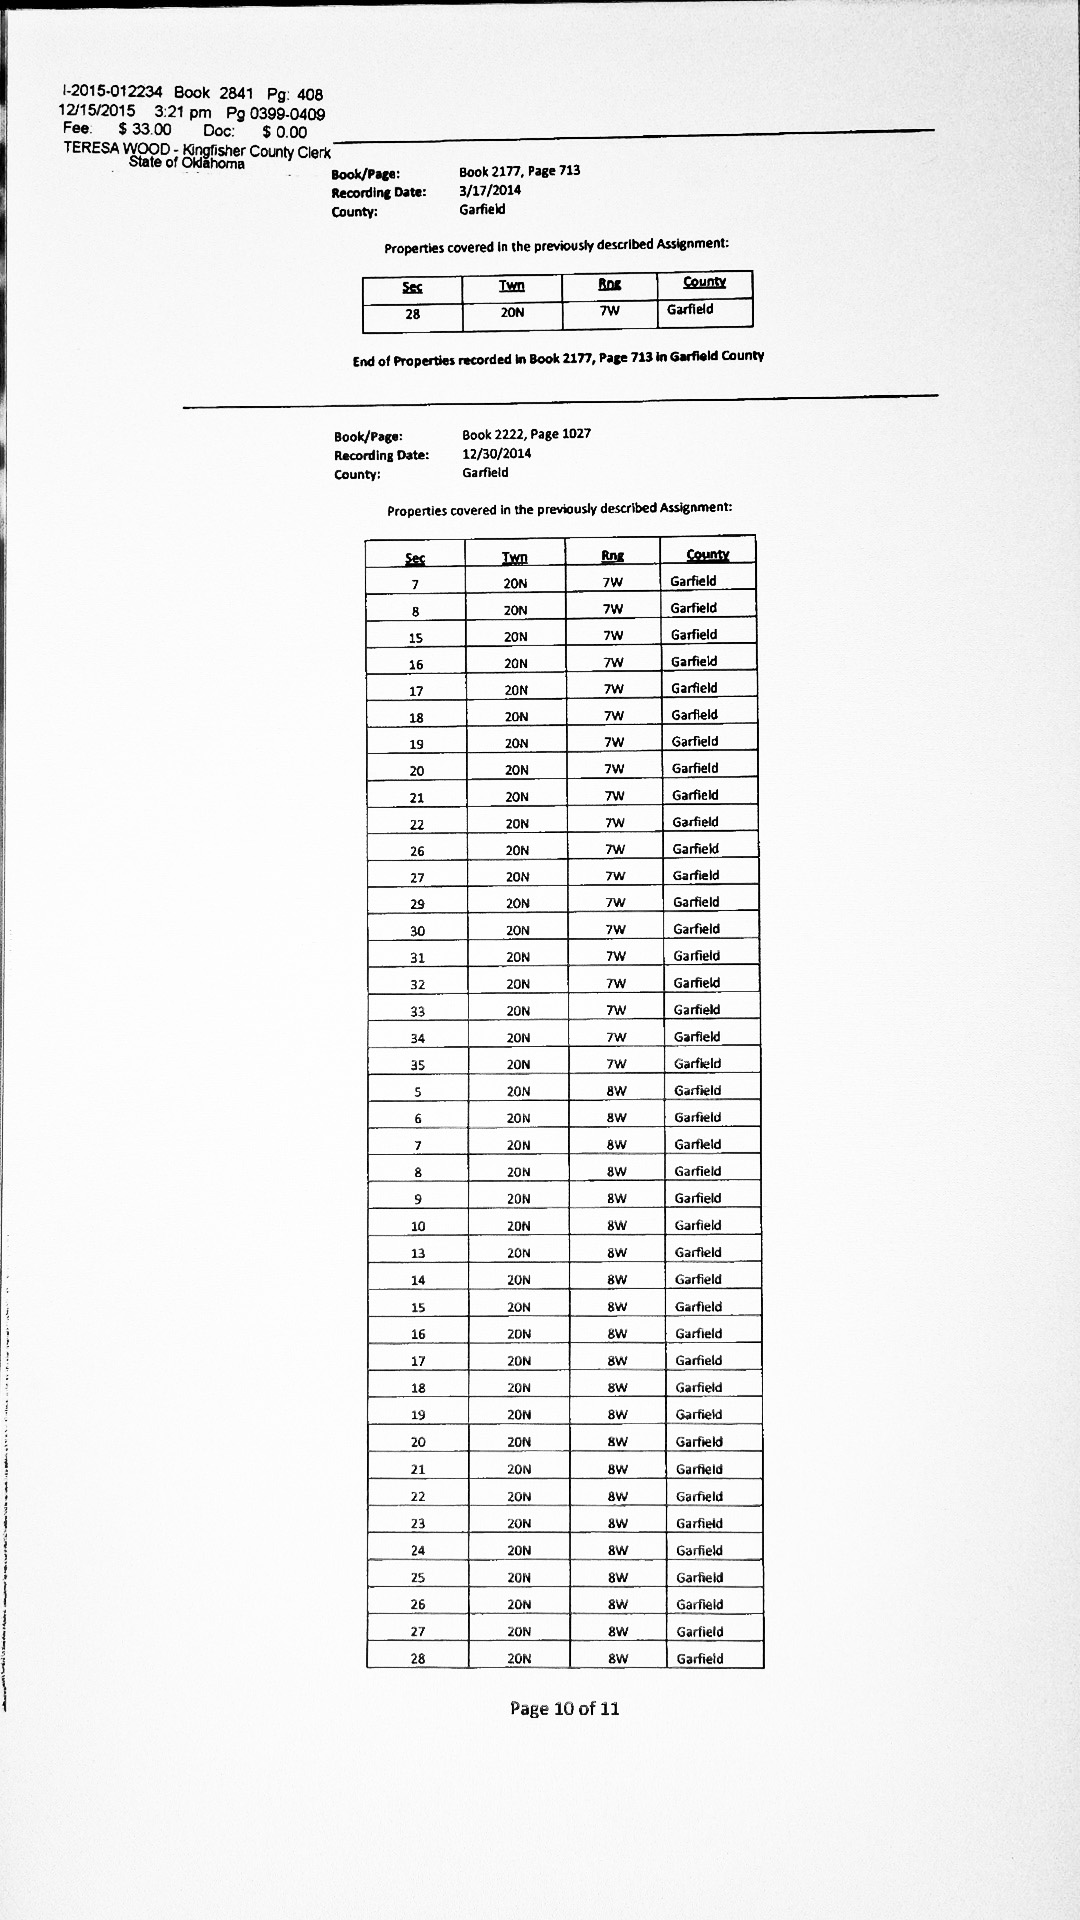 I-2015-012234 Book 2841 Pg: 408
12/15/2015 3:21 pm Pg 0399-0409
Fee: $ 33.00 Doc: $ 0.00
TERESA WOOD - Kingfisher County Clerk
State of Oklahoma
Book/Page: Book 2177, Page 713
Recording Date: 3/17/2014
County: Garfield
Properties covered in the previously described Assignment:
Sec Twn Rng County
28 20N 7W Garfield
End of Properties recorded in Book 2177, Page 713 in Garfield County
Book/Page: Book 2222, Page 1027
Recording Date: 12/30/2014
County: Garfield
Properties covered in the previously described Assignment:
Sec Twn Rng County
7 20N 7W Garfield
8 20N 7W Garfield
15 20N 7W Garfield
16 20N 7W Garfield
17 20N 7W Garfield
18 20N 7W Garfield
19 20N 7W Garfield
20 20N 7W Garfield
21 20N 7W Garfield
22 20N 7W Garfield
26 20N 7W Garfield
27 20N 7W Garfield
29 20N 7W Garfield
30 20N 7W Garfield
31 20N 7W Garfield
32 20N 7W Garfield
33 20N 7W Garfield
34 20N 7W Garfield
35 20N 7W Garfield
5 20N 8W Garfield
6 20N 8W Garfield
7 20N 8W Garfield
8 20N 8W Garfield
9 20N 8W Garfield
10 20N 8W Garfield
13 20N 8W Garfield
14 20N 8W Garfield
15 20N 8W Garfield
16 20N 8W Garfield
17 20N 8W Garfield
18 20N 8W Garfield
19 20N 8W Garfield
20 20N 8W Garfield
21 20N 8W Garfield
22 20N 8W Garfield
23 20N 8W Garfield
24 20N 8W Garfield
25 20N 8W Garfield
26 20N 8W Garfield
27 20N 8W Garfield
28 20N 8W Garfield
Page 10 of 11